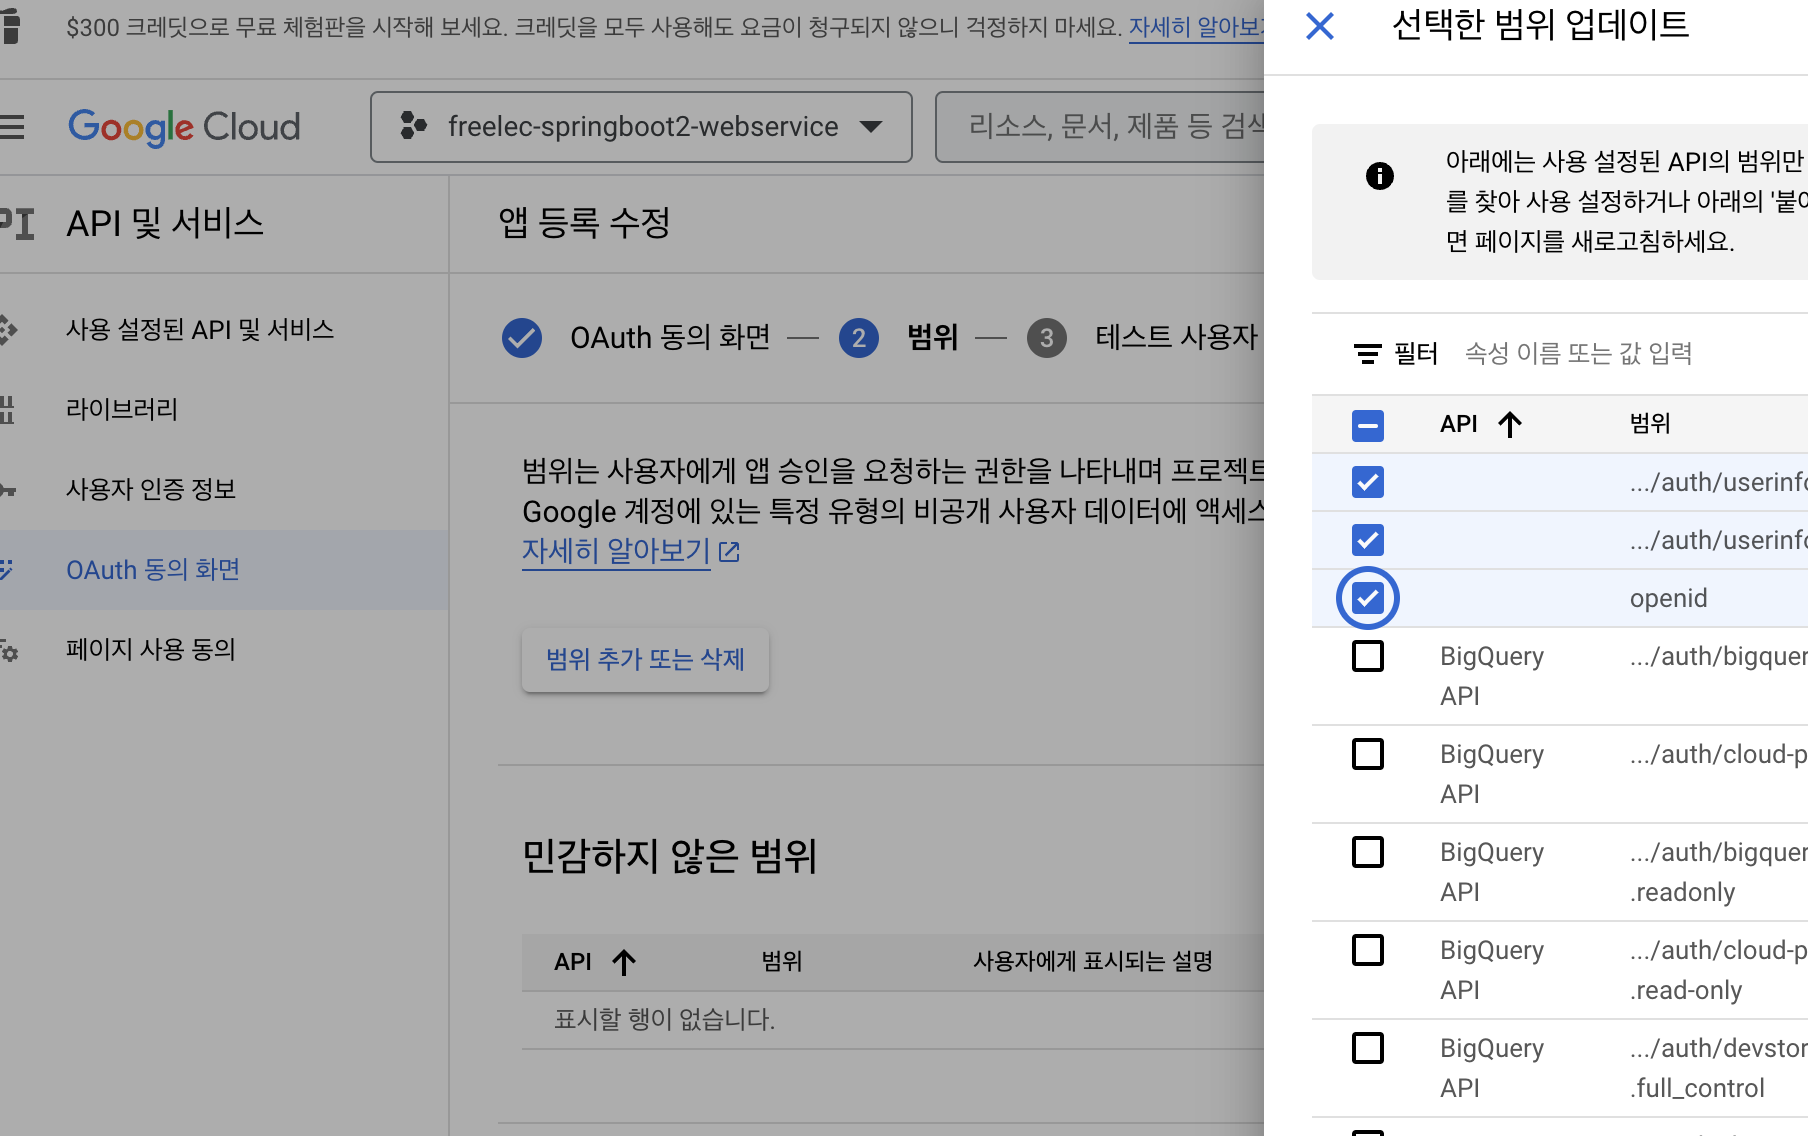 $300 크레딧으로 무료 체험판을 시작해 보세요. 크레딧을 모두 사용해도 요금이 청구되지 않으니 걱정하지 마세요. 자세히 알아보기
Google Cloud
freelec-springboot2-webservice
리소스, 문서, 제품 등 검색
PI
API 및 서비스
사용 설정된 API 및 서비스
라이브러리
사용자 인증 정보
OAuth 동의 화면
페이지 사용 동의
앱 등록 수정
OAuth 동의 화면
2
범위
3
테스트 사용자
범위는 사용자에게 앱 승인을 요청하는 권한을 나타내며 프로젝트
Google 계정에 있는 특정 유형의 비공개 사용자 데이터에 액세스
자세히 알아보기
범위 추가 또는 삭제
민감하지 않은 범위
API 범위 사용자에게 표시되는 설명
표시할 행이 없습니다.
선택한 범위 업데이트
아래에는 사용 설정된 API의 범위만
를 찾아 사용 설정하거나 아래의 '붙여
면 페이지를 새로고침하세요.
필터 속성 이름 또는 값 입력
API 범위
.../auth/userinfo
.../auth/userinfo
openid
BigQuery API .../auth/bigquer
BigQuery API .../auth/cloud-p
BigQuery API .../auth/bigquer
.readonly
BigQuery API .../auth/cloud-p
.read-only
BigQuery API .../auth/devstor
.full_control